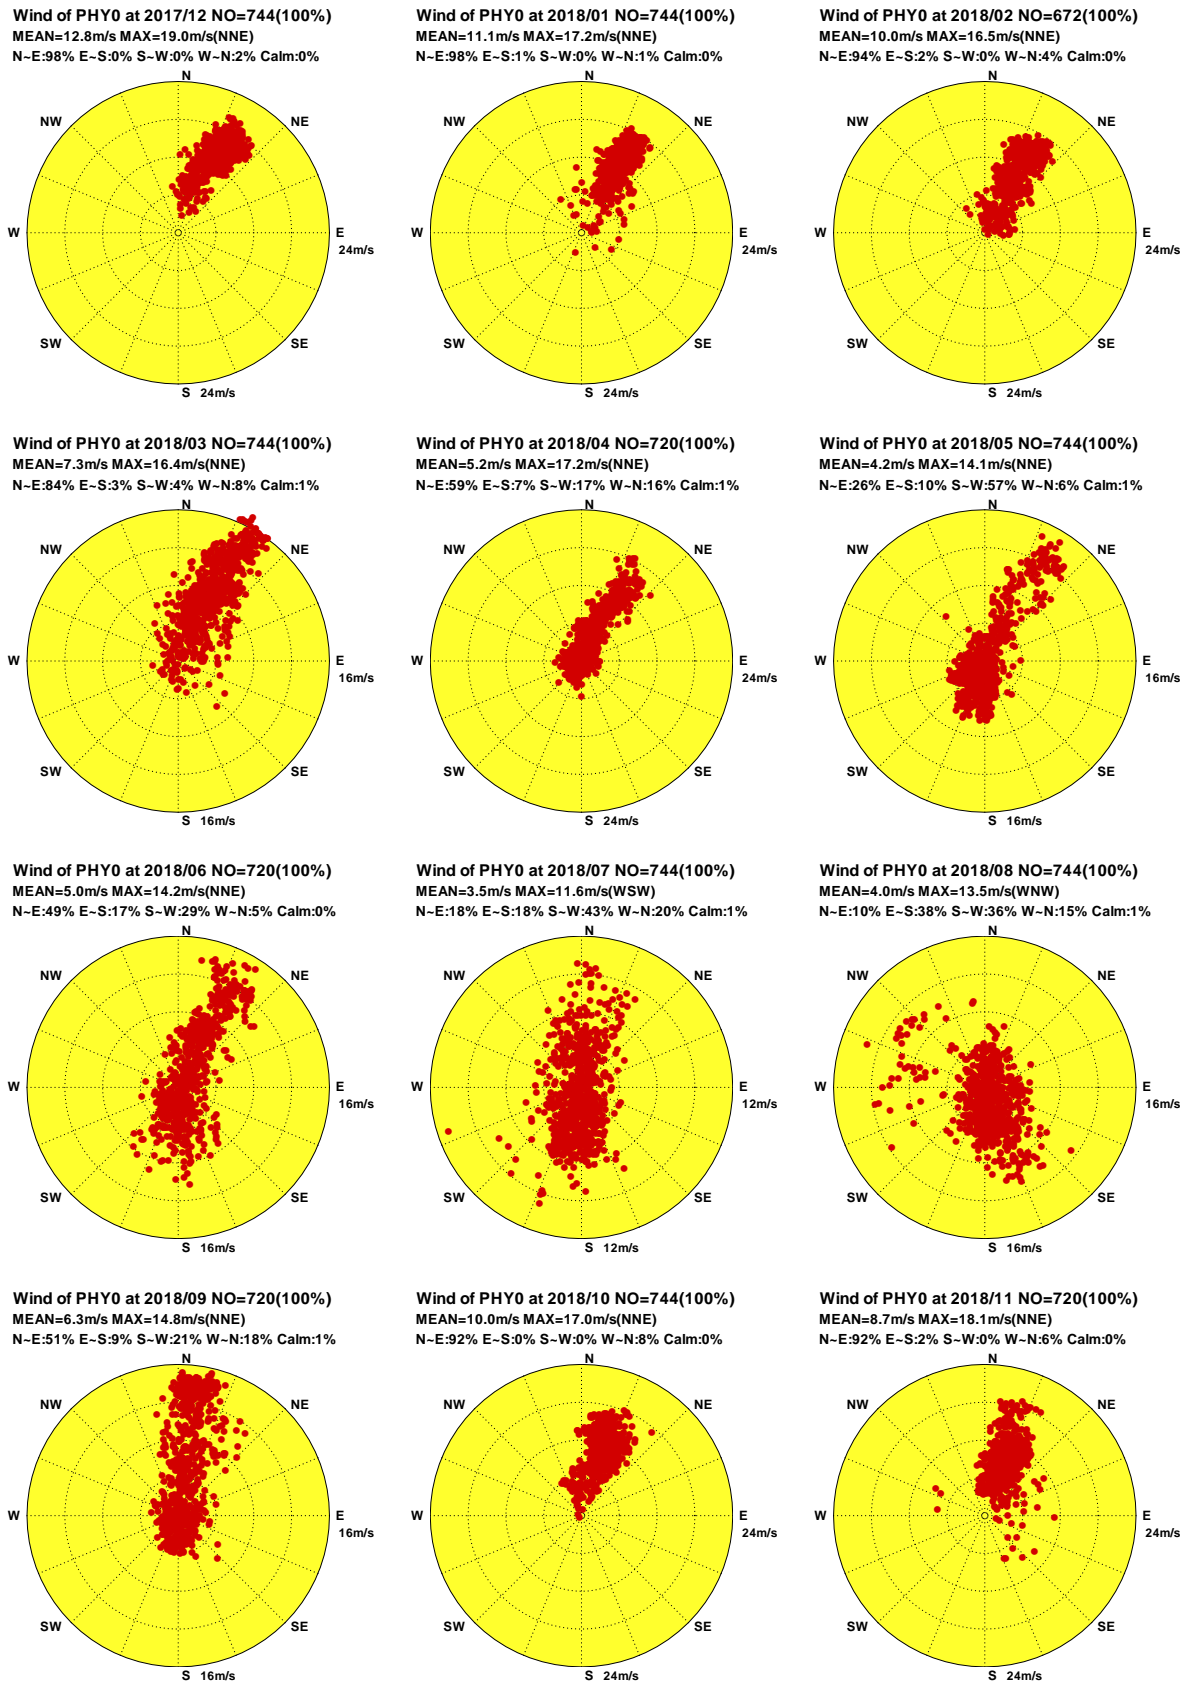 Wind of PHY0 at 2017/12 NO=744(100%)
MEAN=12.8m/s MAX=19.0m/s(NNE)
N~E:98% E~S:0% S~W:0% W~N:2% Calm:0%
N
NW
NE
W
E
24m/s
SW
SE
S 24m/s
Wind of PHY0 at 2018/01 NO=744(100%)
MEAN=11.1m/s MAX=17.2m/s(NNE)
N~E:98% E~S:1% S~W:0% W~N:1% Calm:0%
N
NW
NE
W
E
24m/s
SW
SE
S 24m/s
Wind of PHY0 at 2018/02 NO=672(100%)
MEAN=10.0m/s MAX=16.5m/s(NNE)
N~E:94% E~S:2% S~W:0% W~N:4% Calm:0%
N
NW
NE
W
E
24m/s
SW
SE
S 24m/s
Wind of PHY0 at 2018/03 NO=744(100%)
MEAN=7.3m/s MAX=16.4m/s(NNE)
N~E:84% E~S:3% S~W:4% W~N:8% Calm:1%
N
NW
NE
W
E
16m/s
SW
SE
S 16m/s
Wind of PHY0 at 2018/04 NO=720(100%)
MEAN=5.2m/s MAX=17.2m/s(NNE)
N~E:59% E~S:7% S~W:17% W~N:16% Calm:1%
N
NW
NE
W
E
24m/s
SW
SE
S 24m/s
Wind of PHY0 at 2018/05 NO=744(100%)
MEAN=4.2m/s MAX=14.1m/s(NNE)
N~E:26% E~S:10% S~W:57% W~N:6% Calm:1%
N
NW
NE
W
E
16m/s
SW
SE
S 16m/s
Wind of PHY0 at 2018/06 NO=720(100%)
MEAN=5.0m/s MAX=14.2m/s(NNE)
N~E:49% E~S:17% S~W:29% W~N:5% Calm:0%
N
NW
NE
W
E
16m/s
SW
SE
S 16m/s
Wind of PHY0 at 2018/07 NO=744(100%)
MEAN=3.5m/s MAX=11.6m/s(WSW)
N~E:18% E~S:18% S~W:43% W~N:20% Calm:1%
N
NW
NE
W
E
12m/s
SW
SE
S 12m/s
Wind of PHY0 at 2018/08 NO=744(100%)
MEAN=4.0m/s MAX=13.5m/s(WNW)
N~E:10% E~S:38% S~W:36% W~N:15% Calm:1%
N
NW
NE
W
E
16m/s
SW
SE
S 16m/s
Wind of PHY0 at 2018/09 NO=720(100%)
MEAN=6.3m/s MAX=14.8m/s(NNE)
N~E:51% E~S:9% S~W:21% W~N:18% Calm:1%
N
NW
NE
W
E
16m/s
SW
SE
S 16m/s
Wind of PHY0 at 2018/10 NO=744(100%)
MEAN=10.0m/s MAX=17.0m/s(NNE)
N~E:92% E~S:0% S~W:0% W~N:8% Calm:0%
N
NW
NE
W
E
24m/s
SW
SE
S 24m/s
Wind of PHY0 at 2018/11 NO=720(100%)
MEAN=8.7m/s MAX=18.1m/s(NNE)
N~E:92% E~S:2% S~W:0% W~N:6% Calm:0%
N
NW
NE
W
E
24m/s
SW
SE
S 24m/s